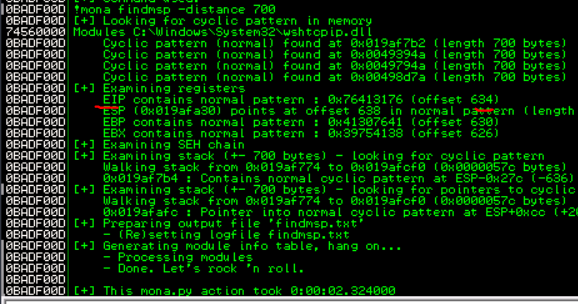 0BADF00D !mona findmsp -distance 700
0BADF00D [+] Looking for cyclic pattern in memory
74560000 Modules C:\Windows\System32\wshtcpip.dll
0BADF00D Cyclic pattern (normal) found at 0x019af7b2 (length 700 bytes)
0BADF00D Cyclic pattern (normal) found at 0x0049394a (length 700 bytes)
0BADF00D Cyclic pattern (normal) found at 0x0049794a (length 700 bytes)
0BADF00D Cyclic pattern (normal) found at 0x00498d7a (length 700 bytes)
0BADF00D [+] Examining registers
0BADF00D EIP contains normal pattern : 0x76413176 (offset 634)
0BADF00D ESP (0x019afa30) points at offset 638 in normal pattern (length
0BADF00D EBP contains normal pattern : 0x41307641 (offset 630)
0BADF00D EBX contains normal pattern : 0x39754138 (offset 626)
0BADF00D [+] Examining SEH chain
0BADF00D [+] Examining stack (+- 700 bytes) - looking for cyclic pattern
0BADF00D Walking stack from 0x019af774 to 0x019afcf0 (0x0000057c bytes)
0BADF00D 0x019af7b4 : Contains normal cyclic pattern at ESP-0x27c (-636)
0BADF00D [+] Examining stack (+- 700 bytes) - looking for pointers to cyclic
0BADF00D Walking stack from 0x019af774 to 0x019afcf0 (0x0000057c bytes)
0BADF00D 0x019afafc : Pointer into normal cyclic pattern at ESP+0xcc (+20
0BADF00D [+] Preparing output file 'findmsp.txt'
0BADF00D - (Re)setting logfile findmsp.txt
0BADF00D [+] Generating module info table, hang on...
0BADF00D - Processing modules
0BADF00D - Done. Let's rock 'n roll.
0BADF00D
0BADF00D [+] This mona.py action took 0:00:02.324000